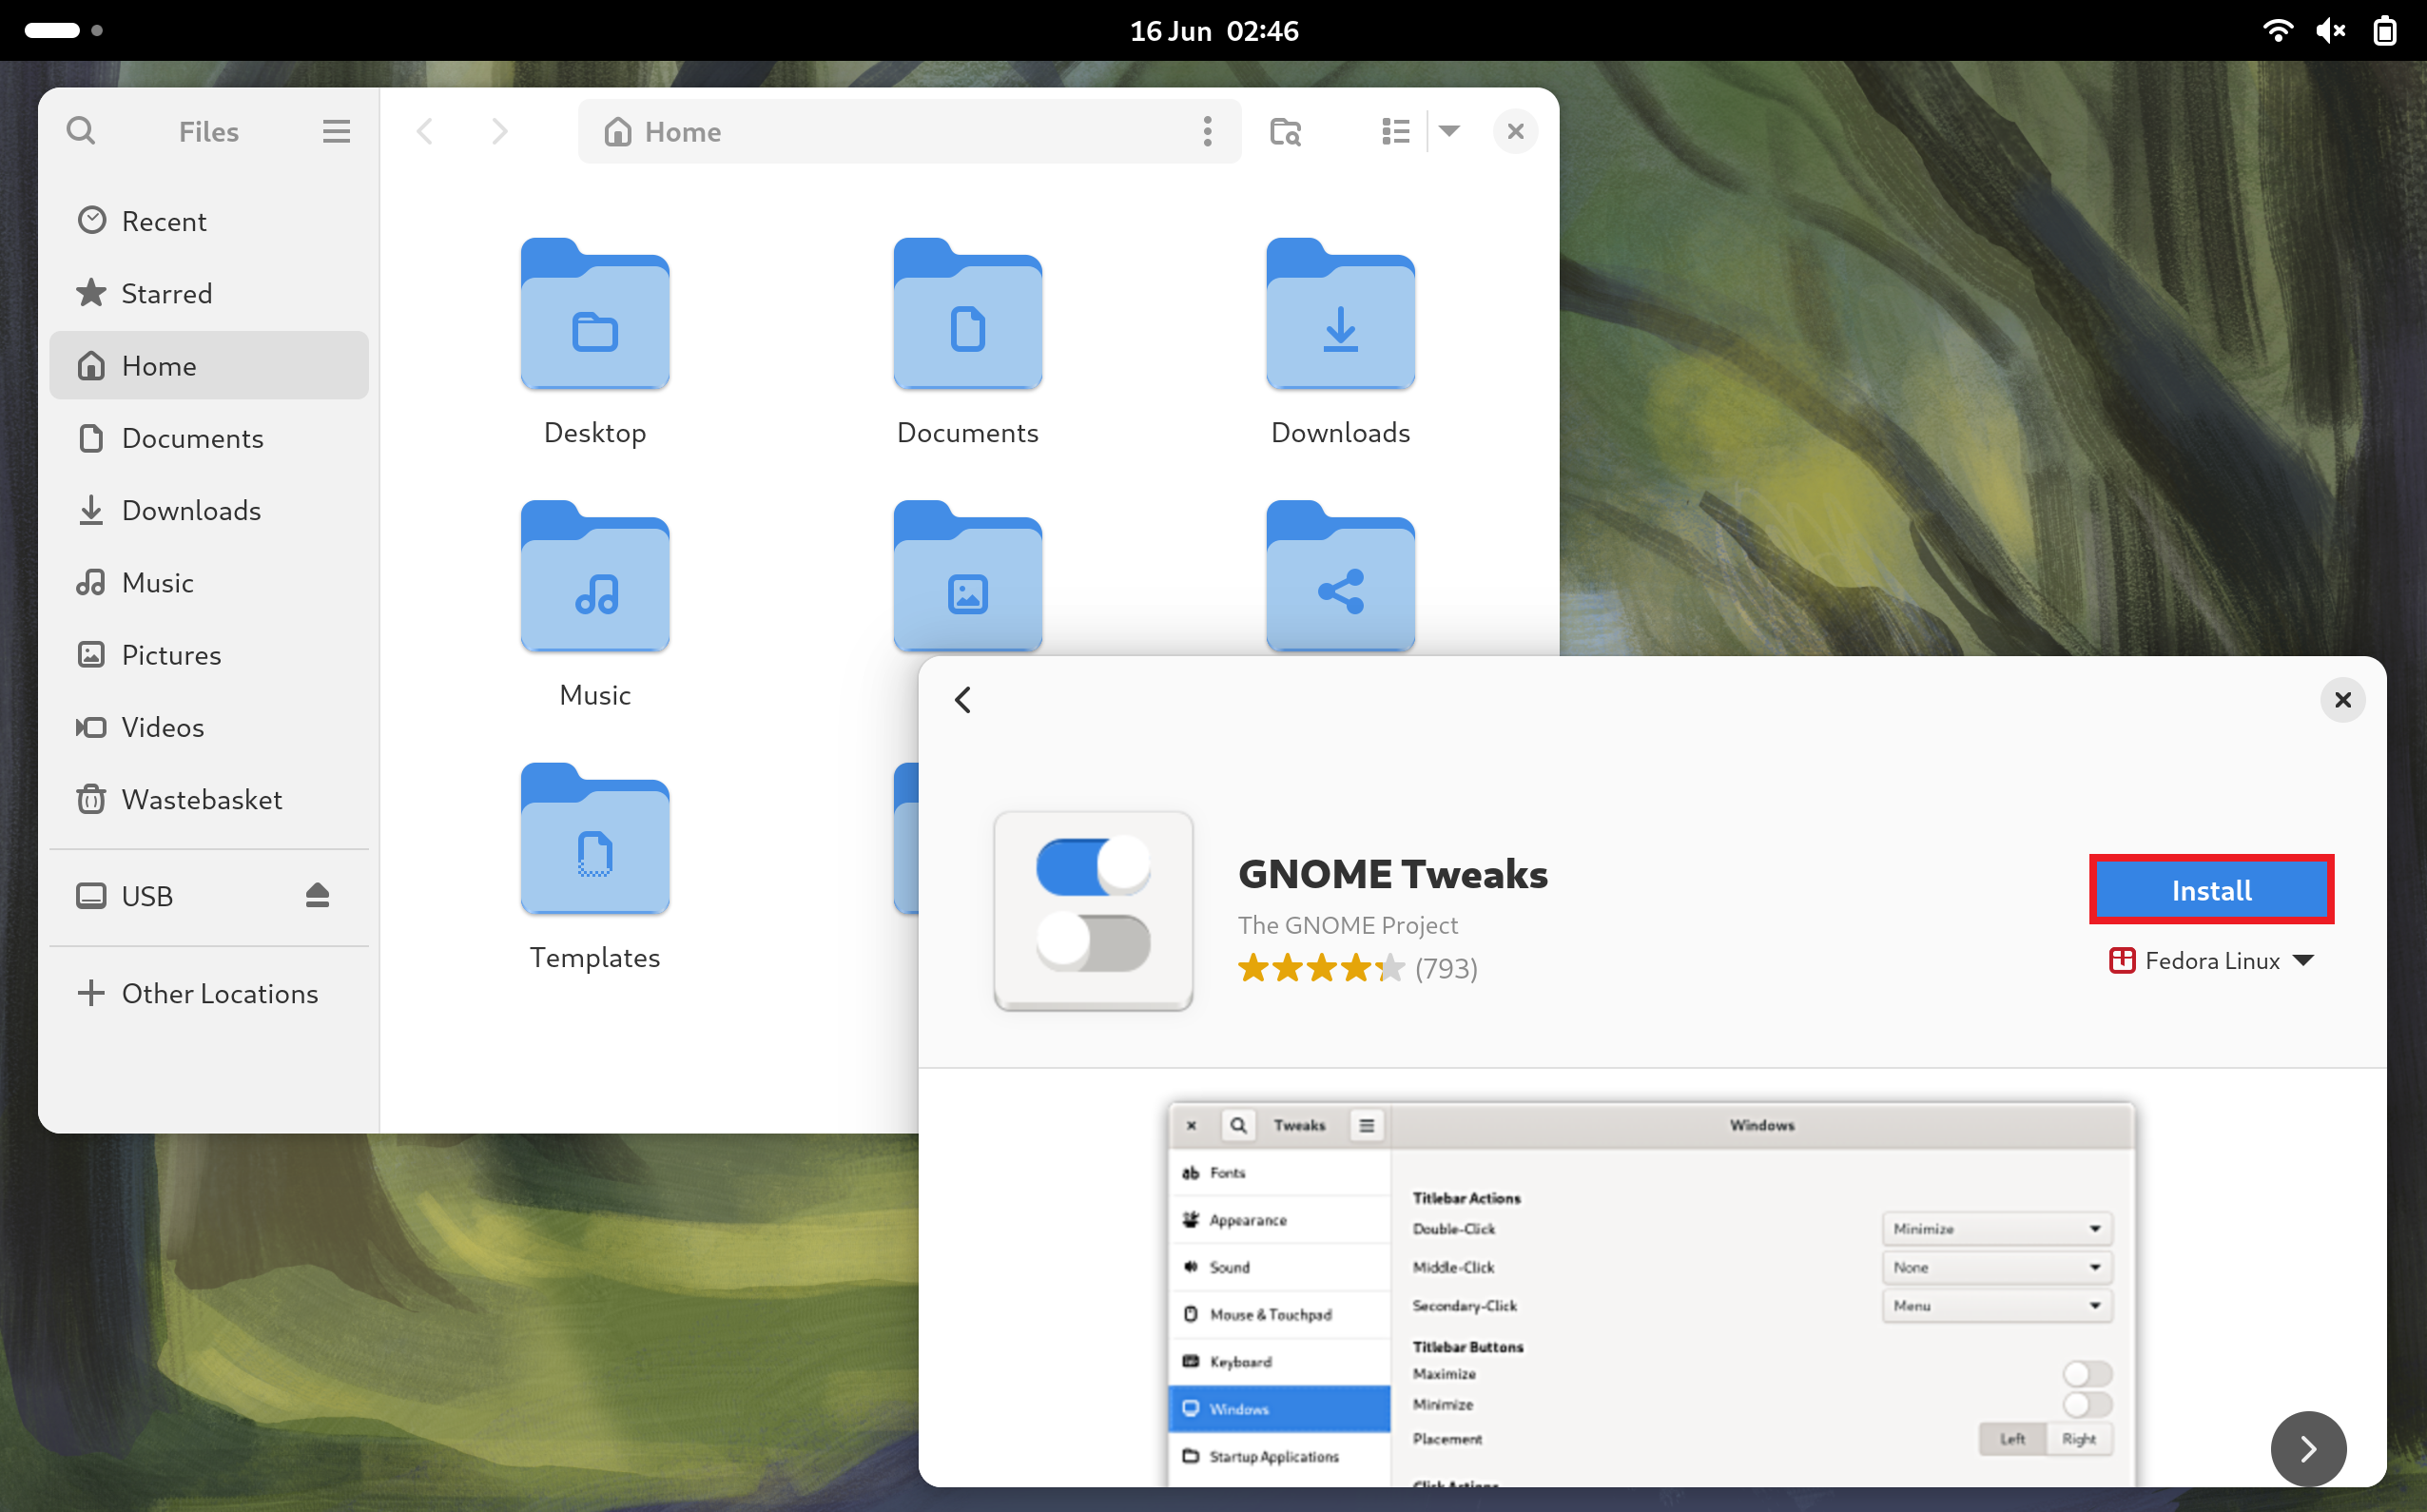 16 Jun 02:46
Files
Home
Recent
Starred
Home
Documents
Downloads
Music
Pictures
Videos
Wastebasket
USB
Other Locations
Desktop
Documents
Downloads
Music
Templates
GNOME Tweaks
The GNOME Project
(793)
Install
Fedora Linux
Tweaks
Windows
Fonts
Appearance
Sound
Mouse & Touchpad
Keyboard
Windows
Startup Applications
Titlebar Actions
Double-Click
Minimize
Middle-Click
None
Secondary-Click
Menu
Titlebar Buttons
Maximize
Minimize
Placement
Left
Right
Click Actions